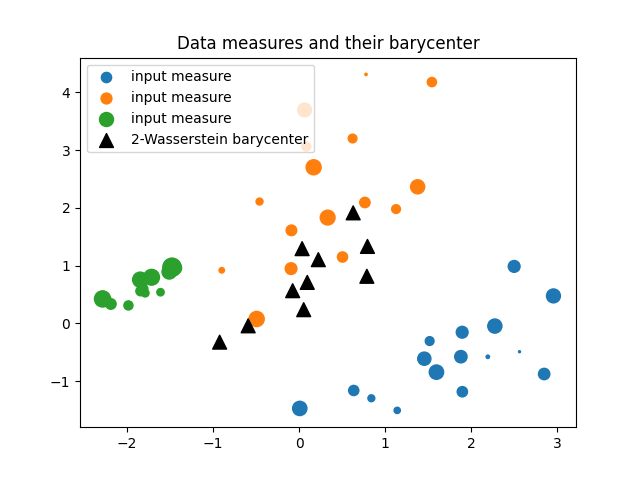 Data measures and their barycenter
input measure
input measure
input measure
2-Wasserstein barycenter
4
3
2
1
0
−1
−2 −1 0 1 2 3